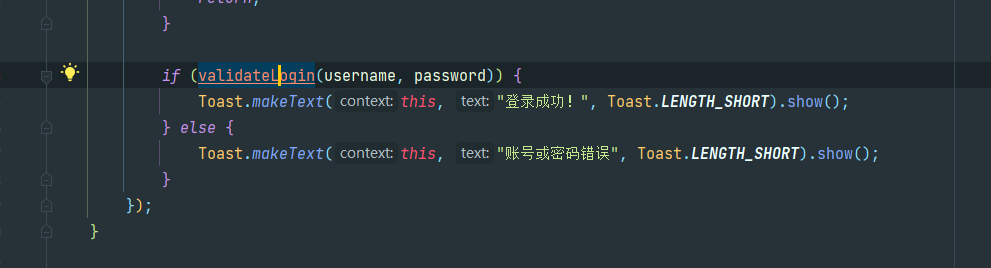 return;
}
if (validateLogin(username, password)) {
Toast.makeText( context: this, text: "登录成功!", Toast.LENGTH_SHORT).show();
} else {
Toast.makeText( context: this, text: "账号或密码错误", Toast.LENGTH_SHORT).show();
}
});
}